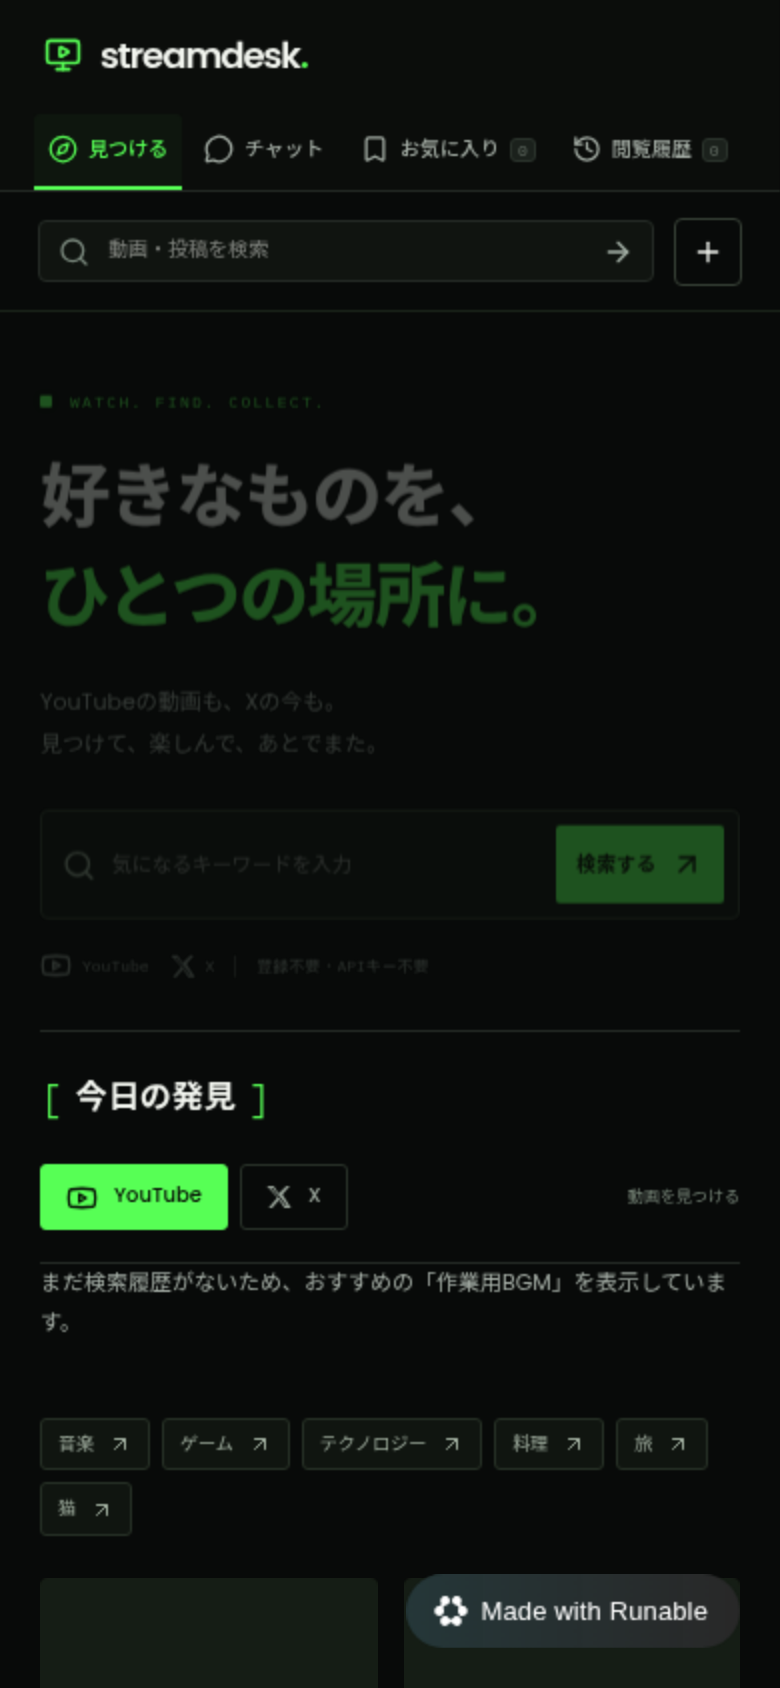 streamdesk.
見つける チャット お気に入り 0 閲覧履歴 0
動画・投稿を検索
WATCH. FIND. COLLECT.
好きなものを、
ひとつの場所に。
YouTubeの動画も、Xの今も。
見つけて、楽しんで、あとでまた。
気になるキーワードを入力 検索する
YouTube X 登録不要・APIキー不要
[ 今日の発見 ]
YouTube X 動画を見つける
まだ検索履歴がないため、おすすめの「作業用BGM」を表示していま
す。
音楽 ゲーム テクノロジー 料理 旅
猫
Made with Runable